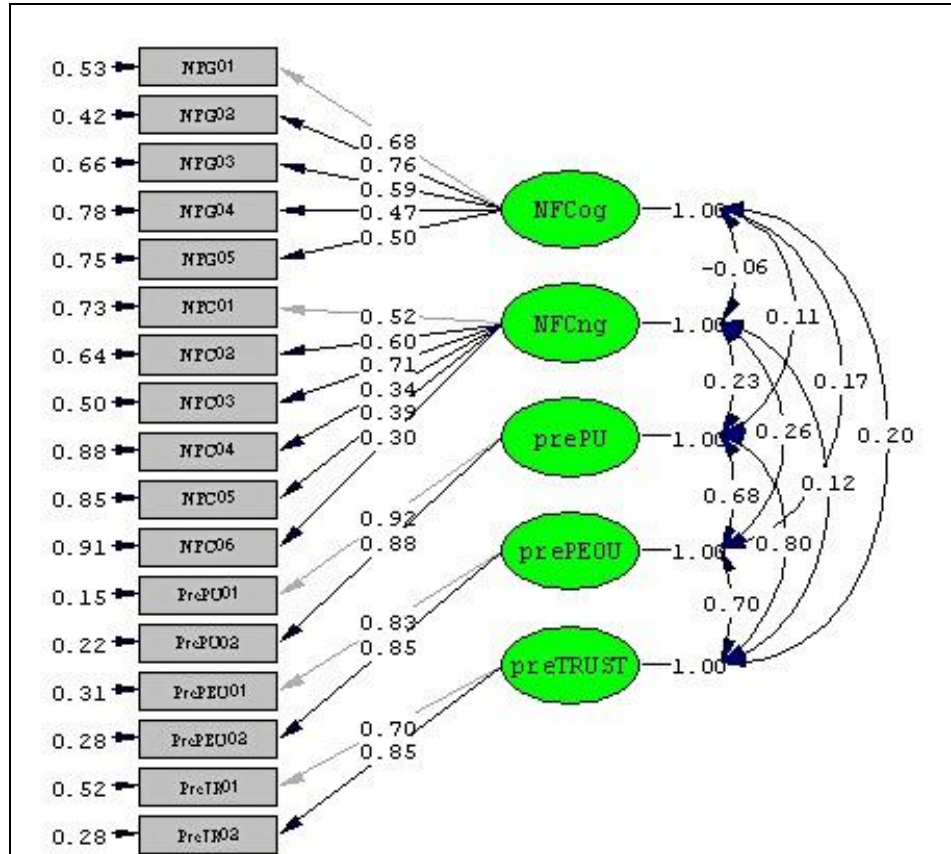 0.53 NFG01
0.42 NFG02
0.66 NFG03
0.78 NFG04
0.75 NFG05
0.73 NFC01
0.64 NFC02
0.50 NFC03
0.88 NFC04
0.85 NFC05
0.91 NFC06
0.15 PrePU01
0.22 PrePU02
0.31 PrePEU01
0.28 PrePEU02
0.52 PreTR01
0.28 PreTR02
0.68
0.76
0.59
0.47
0.50
0.52
0.60
0.71
0.34
0.39
0.30
0.92
0.88
0.83
0.85
0.70
0.85
NFCog 1.00
NFCng 1.00
prePU 1.00
prePEOU 1.00
preTRUST 1.00
-0.06
0.11
0.23
0.17
0.26
0.20
0.68
0.12
0.80
0.70